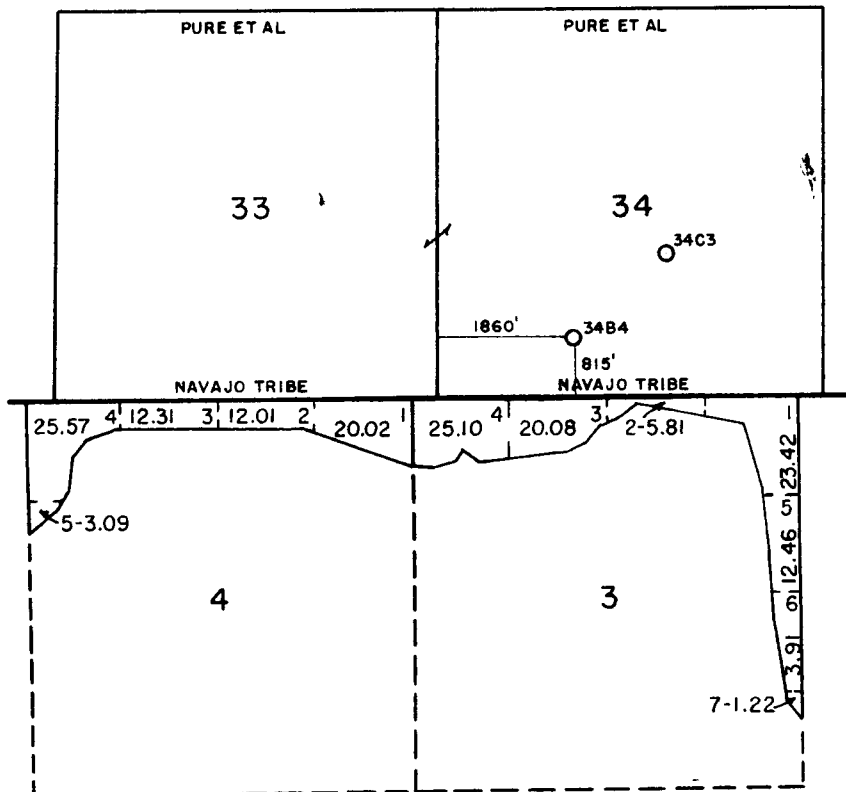 PURE ET AL
PURE ET AL
33
34
34C3
1860'
34B4
815'
NAVAJO TRIBE
NAVAJO TRIBE
25.57 4 12.31 3 12.01 2 20.02 1 25.10 4 20.08 3 2-5.81 1
23.42
5
5-3.09
12.46
6
4
3
3.91
7-1.22